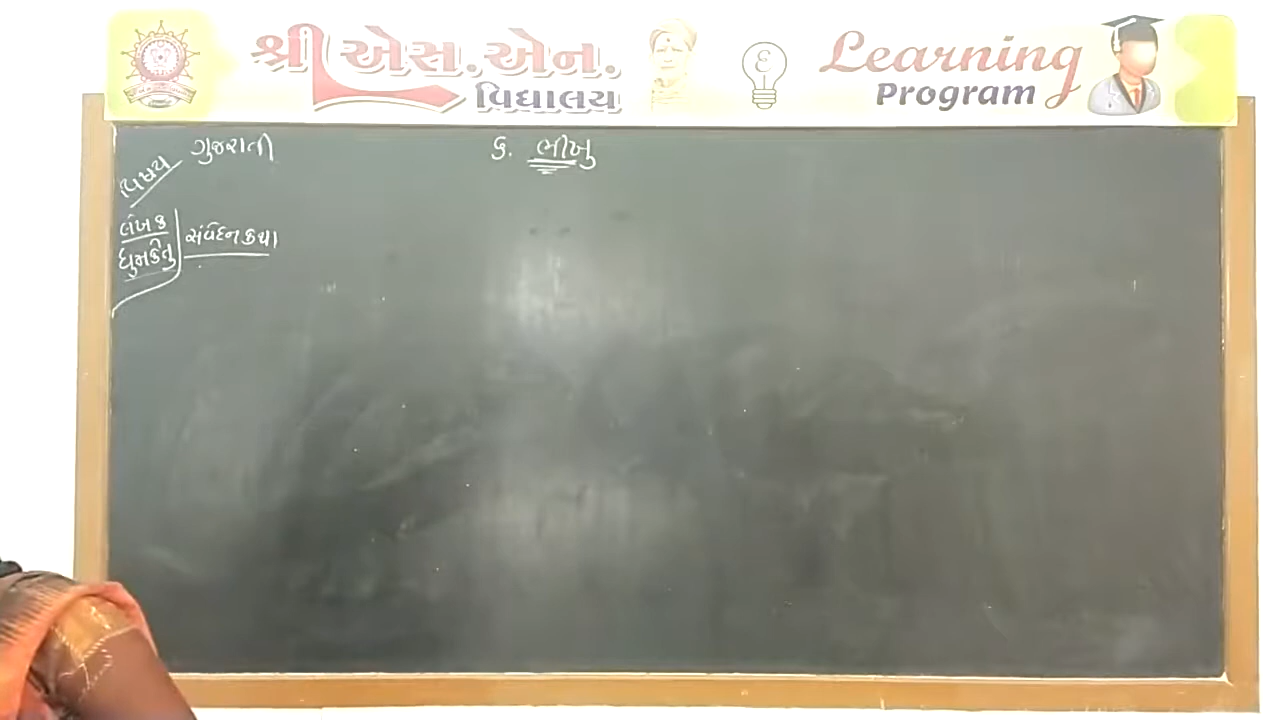 શ્રી એસ.એન.
વિદ્યાલય
Learning
Program
વિષય ગુજરાતી
૬. ભીખુ
લેખક
ધુમકેતુ
સંવેદનકથા